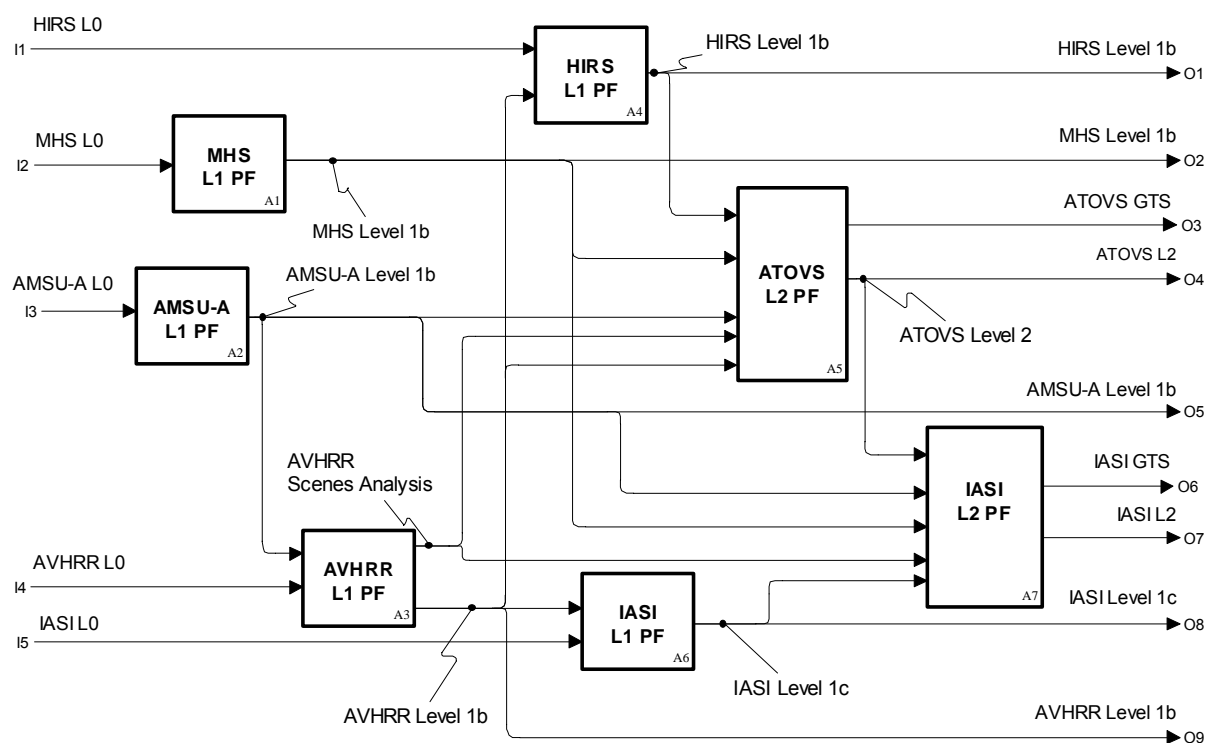 HIRS L0
I1
HIRS
L1 PF
A4
HIRS Level 1b
HIRS Level 1b
O1
MHS L0
I2
MHS
L1 PF
A1
MHS Level 1b
MHS Level 1b
O2
ATOVS GTS
O3
ATOVS L2
O4
ATOVS
L2 PF
A5
ATOVS Level 2
AMSU-A L0
I3
AMSU-A
L1 PF
A2
AMSU-A Level 1b
AMSU-A Level 1b
O5
AVHRR
Scenes Analysis
IASI
L2 PF
A7
IASI GTS
O6
IASI L2
O7
AVHRR L0
I4
AVHRR
L1 PF
A3
IASI L0
I5
IASI
L1 PF
A6
IASI Level 1c
O8
IASI Level 1c
AVHRR Level 1b
AVHRR Level 1b
O9